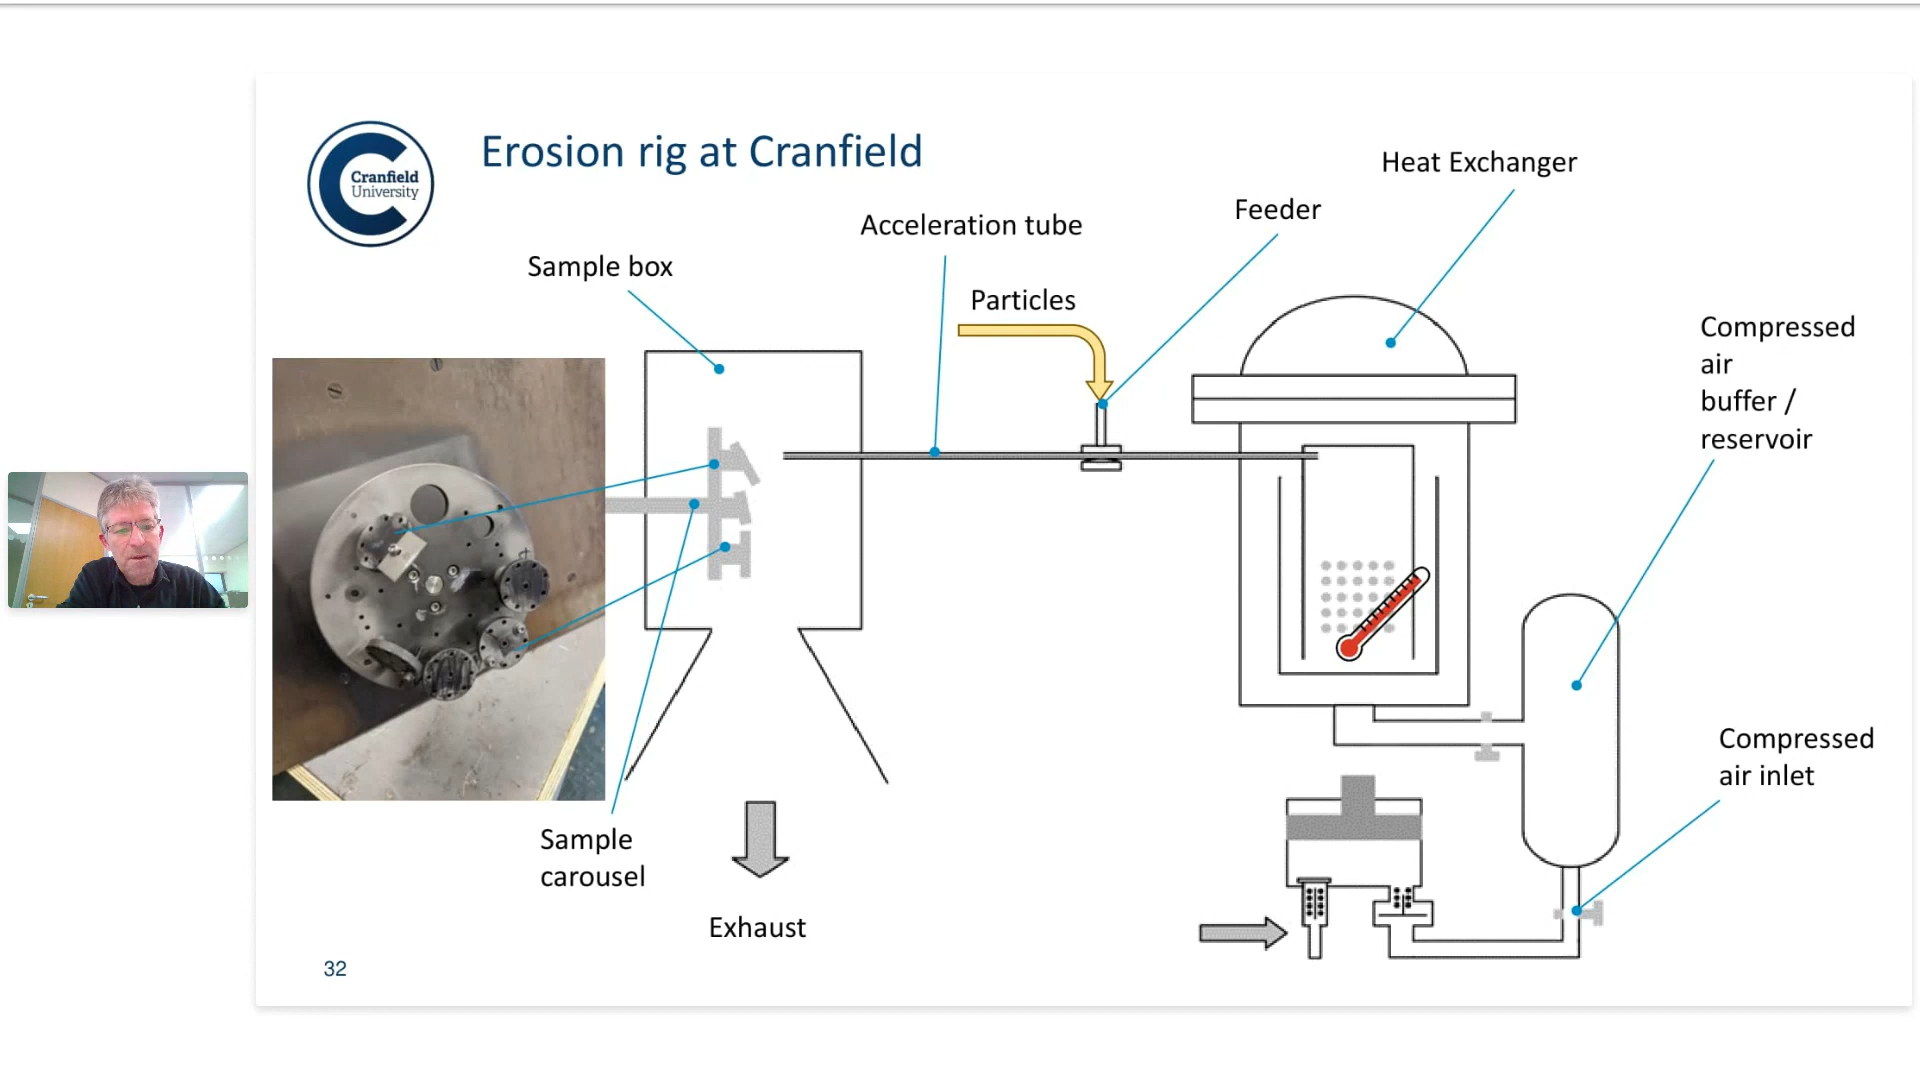 Cranfield
University
Erosion rig at Cranfield
Heat Exchanger
Feeder
Acceleration tube
Sample box
Particles
Compressed
air
buffer /
reservoir
Compressed
air inlet
Sample
carousel
Exhaust
32